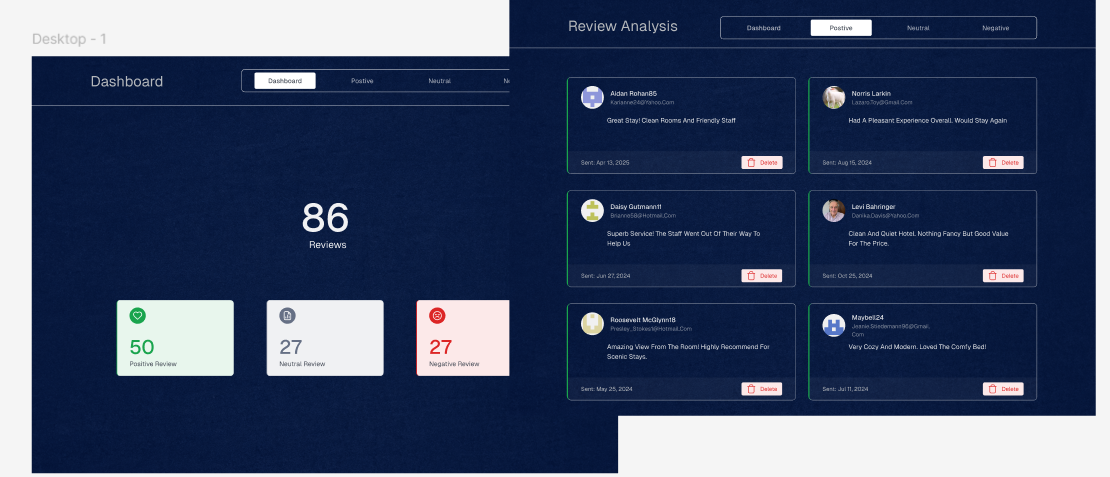 Desktop - 1
Dashboard
Dashboard
Postive
Neutral
86
Reviews
50
Positive Review
27
Neutral Review
27
Negative Review
Review Analysis
Dashboard
Postive
Neutral
Negative
Aidan Rohan85
Karianne24@Yahoo.Com
Great Stay! Clean Rooms And Friendly Staff
Sent: Apr 13, 2025
Delete
Norris Larkin
Lazaro.Toy@Gmail.Com
Had A Pleasant Experience Overall. Would Stay Again
Sent: Aug 15, 2024
Delete
Daisy Gutmann11
Brianne58@Hotmail.Com
Superb Service! The Staff Went Out Of Their Way To
Help Us
Sent: Jun 27, 2024
Delete
Levi Bahringer
Danika.Davis@Yahoo.Com
Clean And Quiet Hotel. Nothing Fancy But Good Value
For The Price.
Sent: Oct 25, 2024
Delete
Roosevelt McGlynn18
Presley_Stokes1@Hotmail.Com
Amazing View From The Room! Highly Recommend For
Scenic Stays.
Sent: May 25, 2024
Delete
Maybell24
Jeanie.Stiedemann96@Gmail.
Com
Very Cozy And Modern. Loved The Comfy Bed!
Sent: Jul 11, 2024
Delete